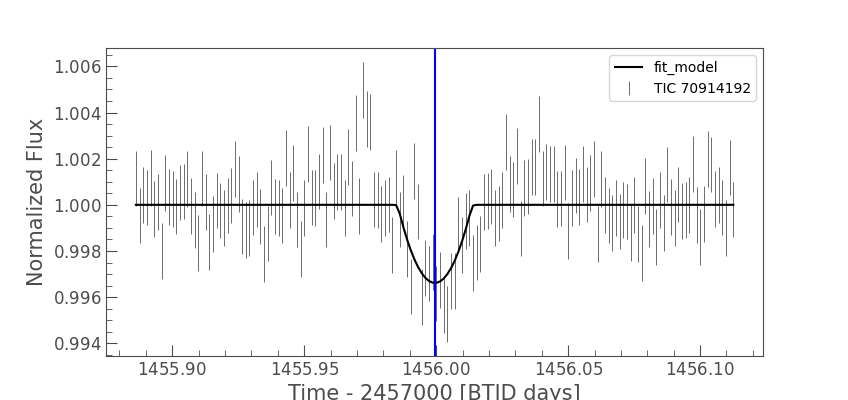 1.006
1.004
1.002
1.000
0.998
0.996
0.994
Normalized Flux
fit_model
TIC 70914192
1455.90 1455.95 1456.00 1456.05 1456.10
Time - 2457000 [BTJD days]